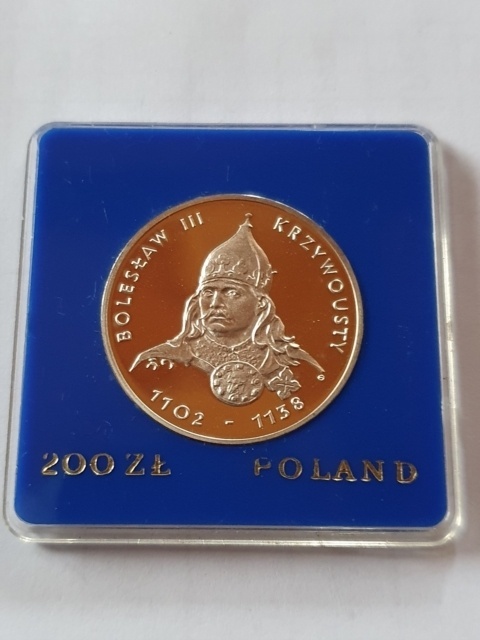 BOLESŁAW III KRZYWOUSTY
1102 - 1138
200 ZŁ POLAND